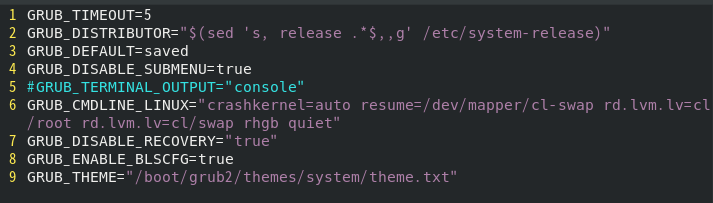 1 GRUB_TIMEOUT=5
2 GRUB_DISTRIBUTOR="$(sed 's, release .*$,,g' /etc/system-release)"
3 GRUB_DEFAULT=saved
4 GRUB_DISABLE_SUBMENU=true
5 #GRUB_TERMINAL_OUTPUT="console"
6 GRUB_CMDLINE_LINUX="crashkernel=auto resume=/dev/mapper/cl-swap rd.lvm.lv=cl
/root rd.lvm.lv=cl/swap rhgb quiet"
7 GRUB_DISABLE_RECOVERY="true"
8 GRUB_ENABLE_BLSCFG=true
9 GRUB_THEME="/boot/grub2/themes/system/theme.txt"